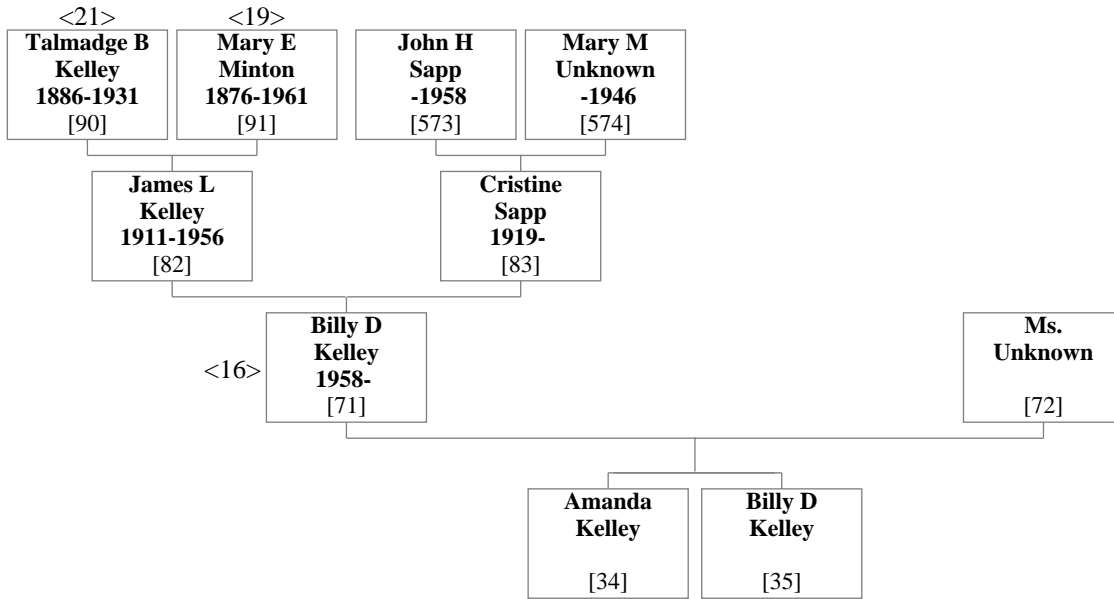 <21>
<19>
Talmadge B
Kelley
1886-1931
[90]
Mary E
Minton
1876-1961
[91]
John H
Sapp
-1958
[573]
Mary M
Unknown
-1946
[574]
James L
Kelley
1911-1956
[82]
Cristine
Sapp
1919-
[83]
<16>
Billy D
Kelley
1958-
[71]
Ms.
Unknown
[72]
Amanda
Kelley
[34]
Billy D
Kelley
[35]